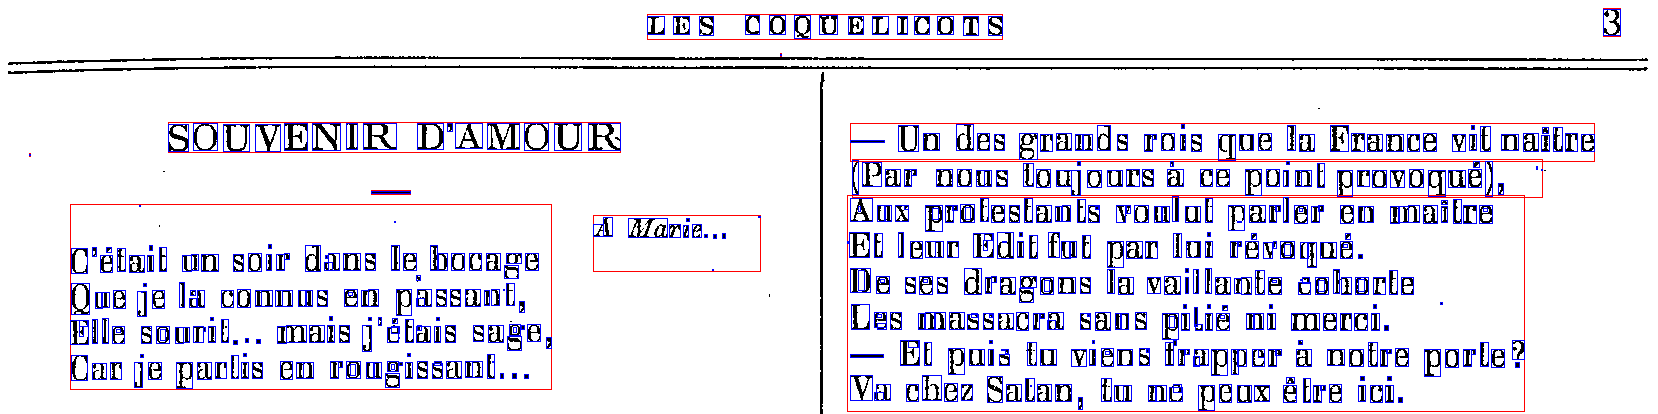 LES COQUELICOTS 3
SOUVENIR D'AMOUR
A Marie...
C'était un soir dans le bocage
Que je la connus en passant,
Elle sourit... mais j'étais sage,
Car je partis en rougissant...
— Un des grands rois que la France vit naître
(Par nous toujours à ce point provoqué),
Aux protestants voulut parler en maître
Et leur Edit fut par lui révoqué.
De ses dragons la vaillante cohorte
Les massacra sans pitié ni merci.
— Et puis tu viens frapper à notre porte?
Va chez Satan, tu ne peux être ici.